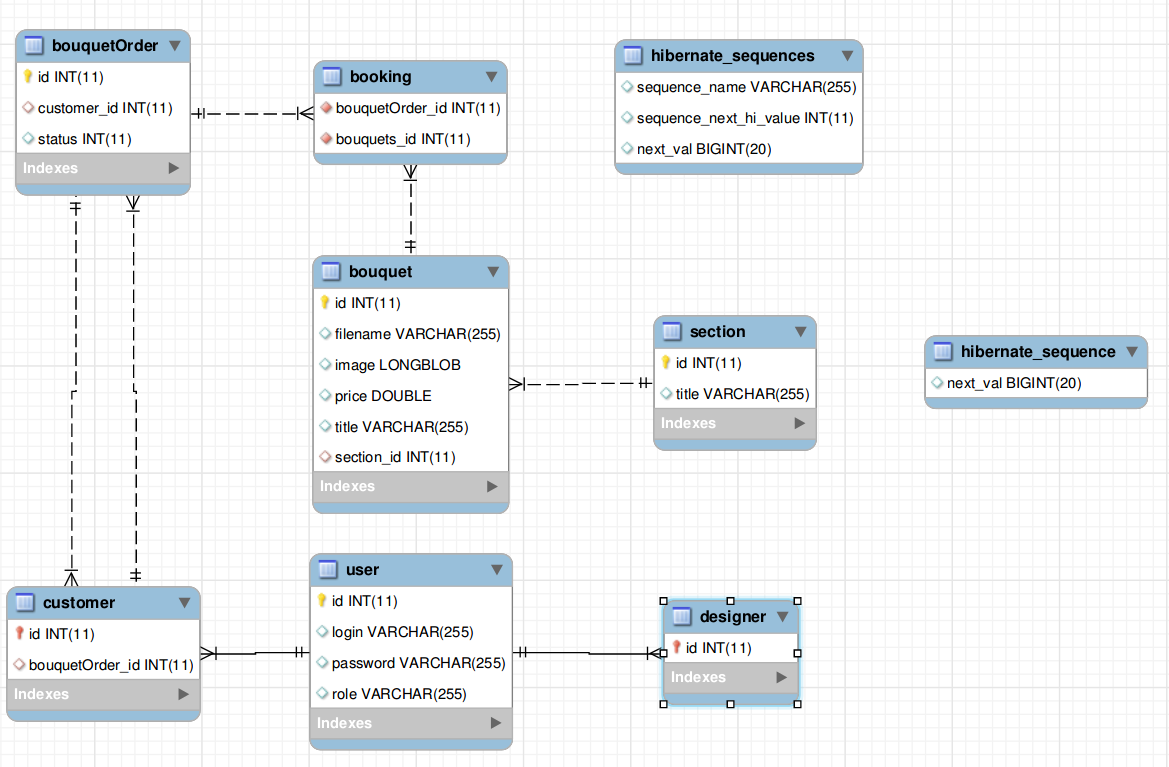 bouquetOrder
id INT(11)
customer_id INT(11)
status INT(11)
Indexes
booking
bouquetOrder_id INT(11)
bouquets_id INT(11)
hibernate_sequences
sequence_name VARCHAR(255)
sequence_next_hi_value INT(11)
next_val BIGINT(20)
bouquet
id INT(11)
filename VARCHAR(255)
image LONGBLOB
price DOUBLE
title VARCHAR(255)
section_id INT(11)
Indexes
section
id INT(11)
title VARCHAR(255)
Indexes
hibernate_sequence
next_val BIGINT(20)
customer
id INT(11)
bouquetOrder_id INT(11)
Indexes
user
id INT(11)
login VARCHAR(255)
password VARCHAR(255)
role VARCHAR(255)
Indexes
designer
id INT(11)
Indexes